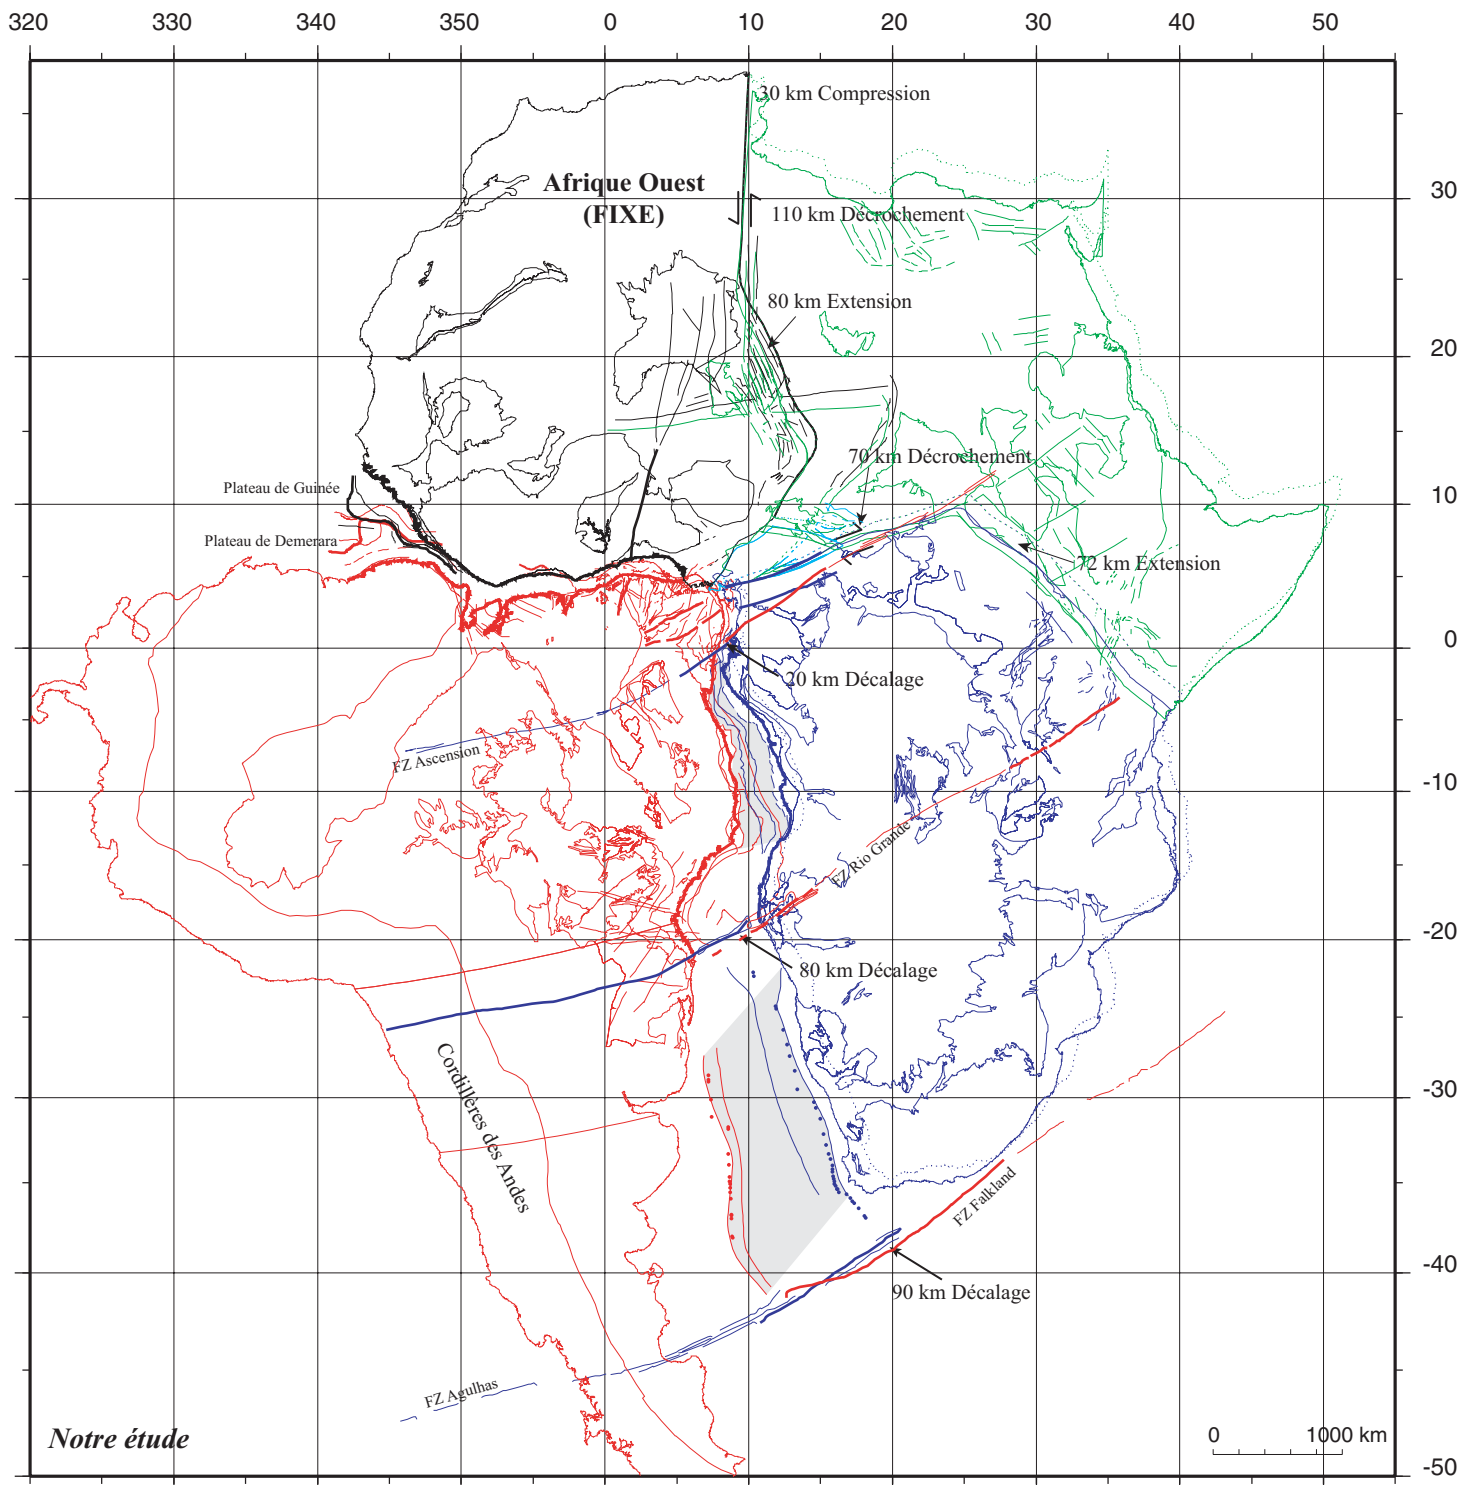 320 330 340 350 0 10 20 30 40 50
30 km Compression
Afrique Ouest
(FIXE)
30
110 km Décrochement
80 km Extension
20
70 km Décrochement
Plateau de Guinée
10
Plateau de Demerara
72 km Extension
0
20 km Décalage
FZ Ascension
-10
FZ Rio Grande
-20
80 km Décalage
Cordillères des Andes
-30
FZ Falkland
-40
90 km Décalage
FZ Agulhas
Notre étude
0 1000 km
-50